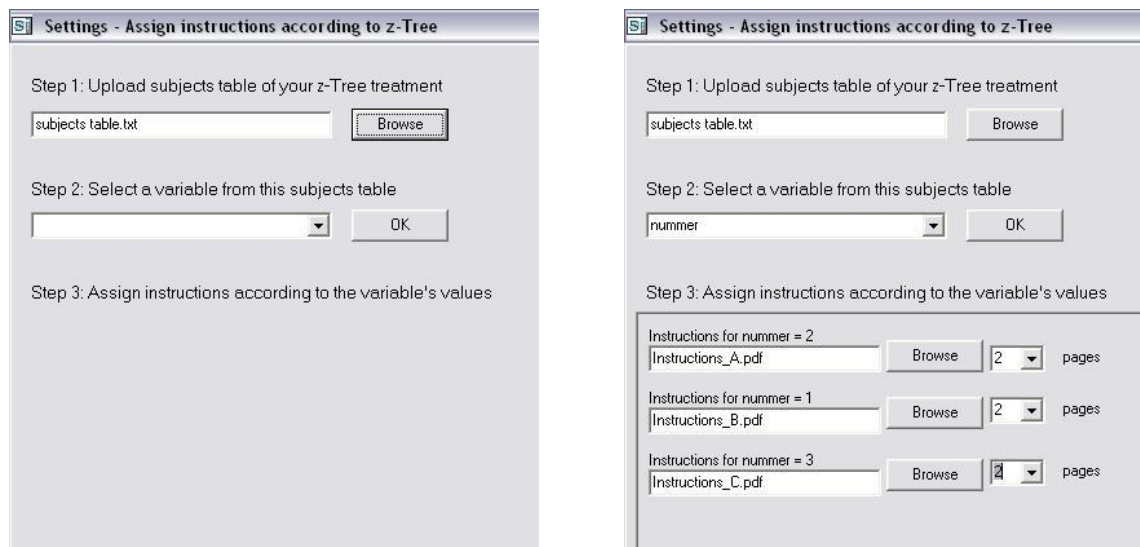 Settings - Assign instructions according to z-Tree
Step 1: Upload subjects table of your z-Tree treatment
subjects table.txt Browse
Step 2: Select a variable from this subjects table
OK
Step 3: Assign instructions according to the variable's values
Settings - Assign instructions according to z-Tree
Step 1: Upload subjects table of your z-Tree treatment
subjects table.txt Browse
Step 2: Select a variable from this subjects table
nummer OK
Step 3: Assign instructions according to the variable's values
Instructions for nummer = 2
Instructions_A.pdf Browse 2 pages
Instructions for nummer = 1
Instructions_B.pdf Browse 2 pages
Instructions for nummer = 3
Instructions_C.pdf Browse 2 pages